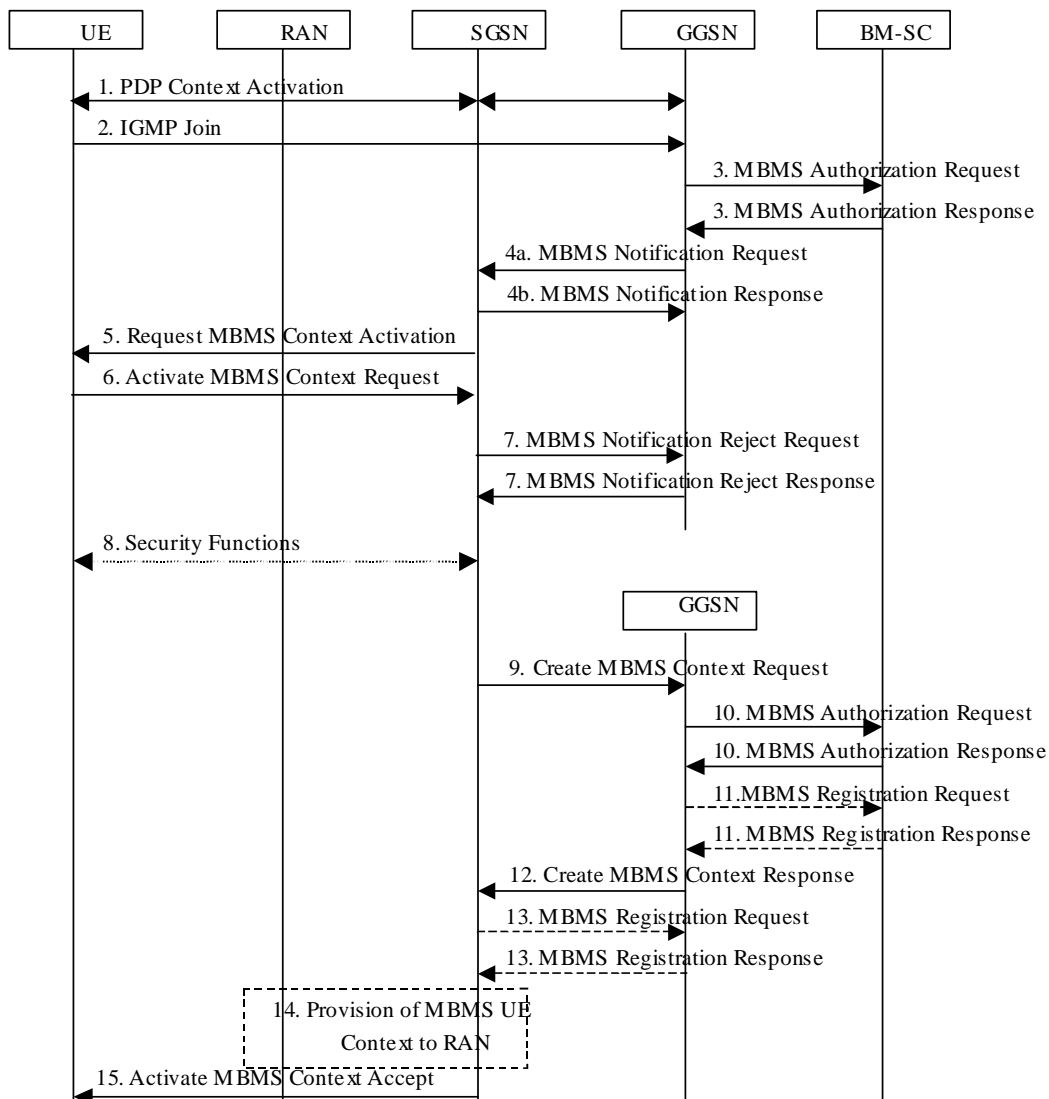 UE RAN SGSN GGSN BM-SC
1. PDP Context Activation
2. IGMP Join
3. MBMS Authorization Request
3. MBMS Authorization Response
4a. MBMS Notification Request
4b. MBMS Notification Response
5. Request MBMS Context Activation
6. Activate MBMS Context Request
7. MBMS Notification Reject Request
7. MBMS Notification Reject Response
8. Security Functions
GGSN
9. Create MBMS Context Request
10. MBMS Authorization Request
10. MBMS Authorization Response
11.MBMS Registration Request
11. MBMS Registration Response
12. Create MBMS Context Response
13. MBMS Registration Request
13. MBMS Registration Response
14. Provision of MBMS UE
Context to RAN
15. Activate MBMS Context Accept